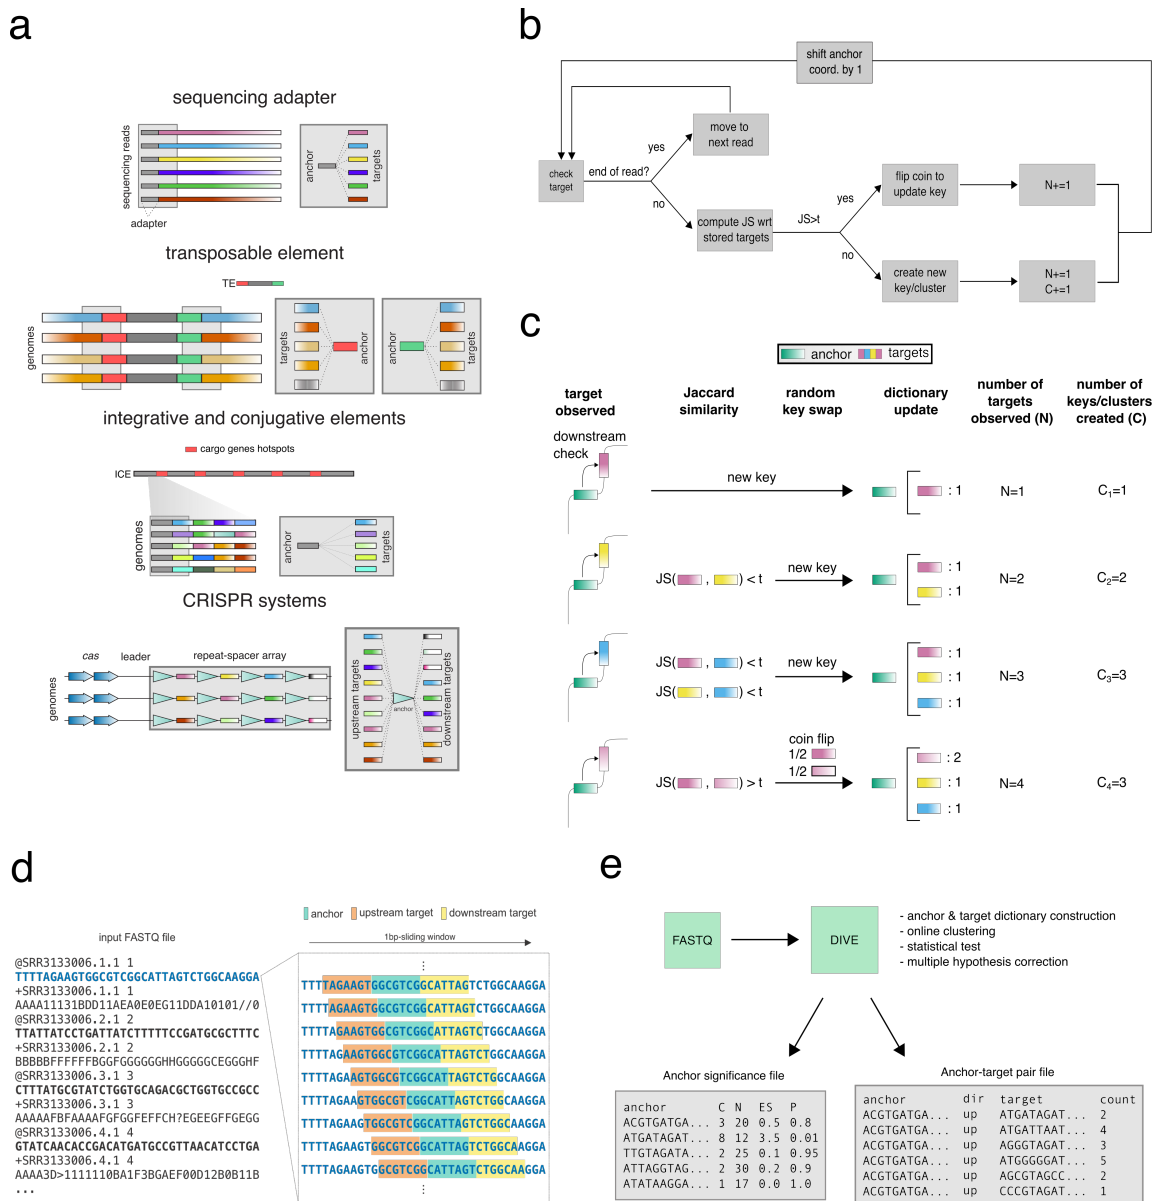 a
sequencing adapter
sequencing reads
adapter
anchor
targets
transposable element
TE
genomes
targets
anchor
anchor
targets
integrative and conjugative elements
cargo genes hotspots
ICE
genomes
anchor
targets
CRISPR systems
cas
leader
repeat-spacer array
genomes
upstream targets
anchor
downstream targets
b
shift anchor
coord. by 1
move to
next read
yes
end of read?
check
target
no
compute JS wrt
stored targets
JS>t
yes
flip coin to
update key
N+=1
no
create new
key/cluster
N+=1
C+=1
c
anchor
targets
target
observed
Jaccard
similarity
random
key swap
dictionary
update
number of
targets
observed (N)
number of
keys/clusters
created (C)
downstream
check
new key
: 1
N=1
C1=1
JS( , ) < t
new key
: 1
: 1
N=2
C2=2
JS( , ) < t
JS( , ) < t
new key
: 1
: 1
: 1
N=3
C3=3
coin flip
1/2
1/2
JS( , ) > t
: 2
: 1
: 1
N=4
C4=3
d
anchor
upstream target
downstream target
input FASTQ file
1bp-sliding window
@SRR3133006.1.1 1
TTTTAGAAGTGGCGTCGGCATTAGTCTGGCAAGGA
+SRR3133006.1.1 1
AAAA11131BDD11AEA0E0EG11DDA10101//0
@SRR3133006.2.1 2
TTATTATCCTGATTATCTTTTTCCGATGCGCTTTC
+SRR3133006.2.1 2
BBBBBFFFFFFFBGGFGGGGGGHHGGGGGCEGGGHF
@SRR3133006.3.1 3
CTTTATGCGTATCTGGTGCAGACGCTGGTGCCGCC
+SRR3133006.3.1 3
AAAAAFBFAAAAFGFGGFEFFCH?EGEEGFFGEGG
@SRR3133006.4.1 4
GTATCAACACCGACATGATGCCGTTAACATCCTGA
+SRR3133006.4.1 4
AAAA3D>1111110BA1F3BGAEF00D12B0B11B
...
TTTTAGAAGTGGCGTCGGCATTAGTCTGGCAAGGA
TTTTAGAAGTGGCGTCGGCATTAGTCTGGCAAGGA
TTTTAGAAGTGGCGTCGGCATTAGTCTGGCAAGGA
TTTTAGAAGTGGCGTCGGCATTAGTCTGGCAAGGA
TTTTAGAAGTGGCGTCGGCATTAGTCTGGCAAGGA
TTTTAGAAGTGGCGTCGGCATTAGTCTGGCAAGGA
TTTTAGAAGTGGCGTCGGCATTAGTCTGGCAAGGA
TTTTAGAAGTGGCGTCGGCATTAGTCTGGCAAGGA
TTTTAGAAGTGGCGTCGGCATTAGTCTGGCAAGGA
e
FASTQ
DIVE
- anchor & target dictionary construction
- online clustering
- statistical test
- multiple hypothesis correction
Anchor significance file
anchor C N ES P
ACGTGATGA... 3 20 0.5 0.8
ATGATAGAT... 8 12 3.5 0.01
TTGTAGATA... 2 25 0.1 0.95
ATTAGGTAG... 2 30 0.2 0.9
ATATAAGGA... 1 17 0.0 1.0
Anchor-target pair file
anchor dir target count
ACGTGATGA... up ATGATAGAT... 2
ACGTGATGA... up ATGATTAAT... 4
ACGTGATGA... up AGGGTAGAT... 3
ACGTGATGA... up ATGGGGGAT... 5
ACGTGATGA... up AGCGTAGCC... 2
ACGTGATGA... up CCCGTAGAT... 1